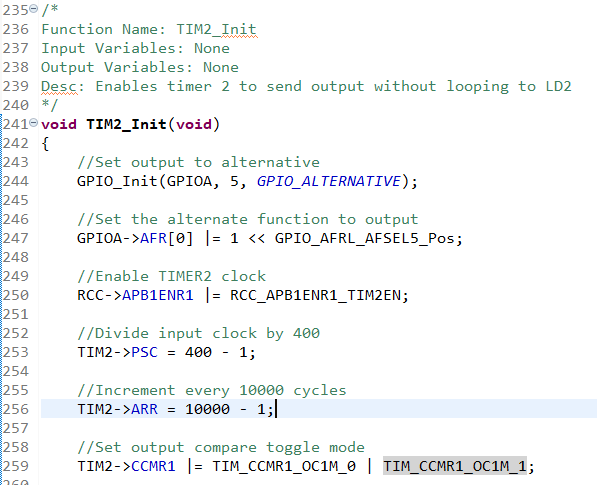 235 /*
236 Function Name: TIM2_Init
237 Input Variables: None
238 Output Variables: None
239 Desc: Enables timer 2 to send output without looping to LD2
240 */
241 void TIM2_Init(void)
242 {
243 //Set output to alternative
244 GPIO_Init(GPIOA, 5, GPIO_ALTERNATIVE);
245
246 //Set the alternate function to output
247 GPIOA->AFR[0] |= 1 << GPIO_AFRL_AFSEL5_Pos;
248
249 //Enable TIMER2 clock
250 RCC->APB1ENR1 |= RCC_APB1ENR1_TIM2EN;
251
252 //Divide input clock by 400
253 TIM2->PSC = 400 - 1;
254
255 //Increment every 10000 cycles
256 TIM2->ARR = 10000 - 1;
257
258 //Set output compare toggle mode
259 TIM2->CCMR1 |= TIM_CCMR1_OC1M_0 | TIM_CCMR1_OC1M_1;
260